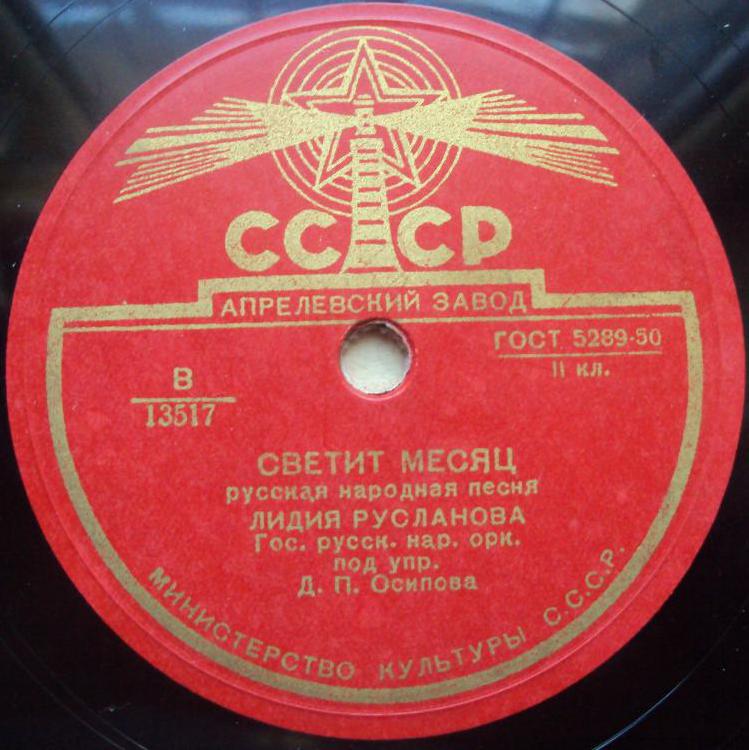 СССР
АПРЕЛЕВСКИЙ ЗАВОД
ГОСТ 5289-50
II кл.
В
13517
СВЕТИТ МЕСЯЦ
русская народная песня
ЛИДИЯ РУСЛАНОВА
Гос. русск. нар. орк.
под упр.
Д. П. Осипова
МИНИСТЕРСТВО КУЛЬТУРЫ С.С.С.Р.